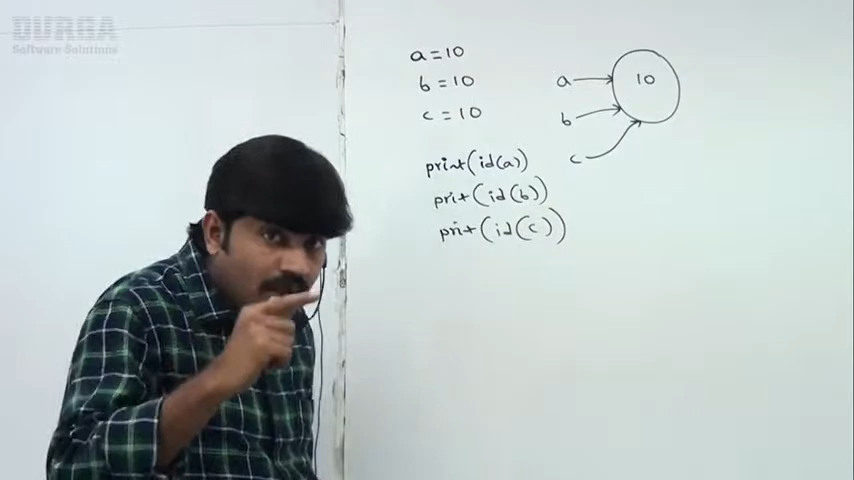 DURGA
Software Solutions
a = 10
b = 10
c = 10
a
b
c
10
print(id(a))
print(id(b))
print(id(c))